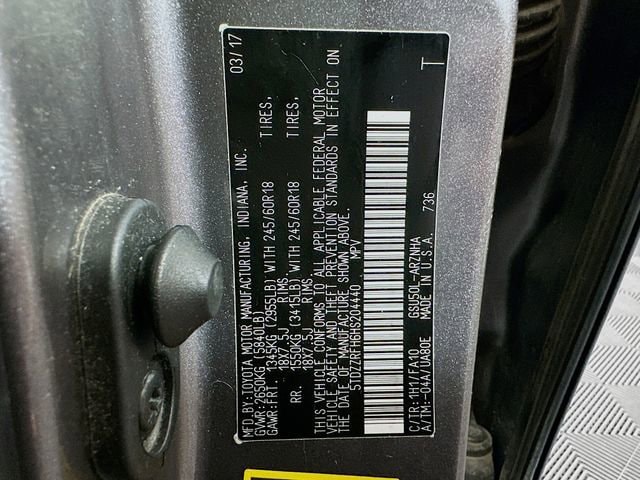 MFD.BY:TOYOTA MOTOR MANUFACTURING, INDIANA, INC. 03/17
GVWR:2650KG (5840LB)
GAWR:FRT. 1345KG (2955LB) WITH 245/60R18 TIRES,
18X7.5J RIMS
RR. 1550KG (3415LB) WITH 245/60R18 TIRES,
18X7.5J RIMS
THIS VEHICLE CONFORMS TO ALL APPLICABLE FEDERAL MOTOR
VEHICLE SAFETY AND THEFT PREVENTION STANDARDS IN EFFECT ON
THE DATE OF MANUFACTURE SHOWN ABOVE.
5TDZZRFH6HS204440 MPV
C/TR:1H1/FA10 GSU50L-ARZNHA
A/TM:-04A/UA80E MADE IN U.S.A. 736
T